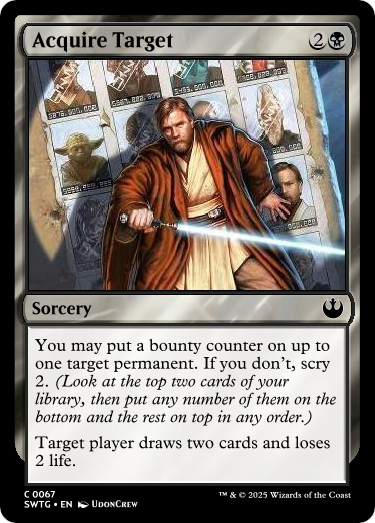 Acquire Target 2
Sorcery
You may put a bounty counter on up to
one target permanent. If you don't, scry
2. (Look at the top two cards of your
library, then put any number of them on the
bottom and the rest on top in any order.)
Target player draws two cards and loses
2 life.
C 0067
SWTG • EN UDONCREW
™ & © 2025 Wizards of the Coast